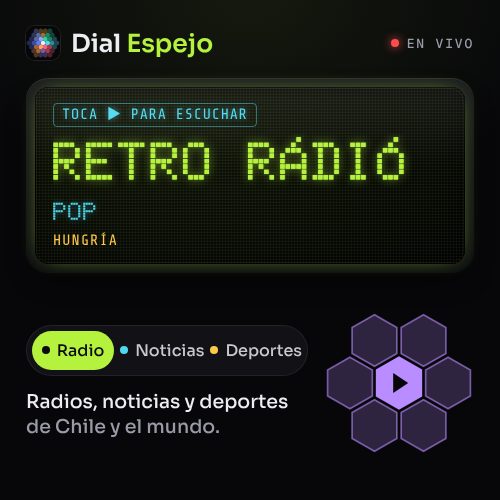 Dial Espejo
EN VIVO
TOCA ▶ PARA ESCUCHAR
RETRO RÁDIÓ
POP
HUNGRÍA
Radio
Noticias
Deportes
Radios, noticias y deportes
de Chile y el mundo.